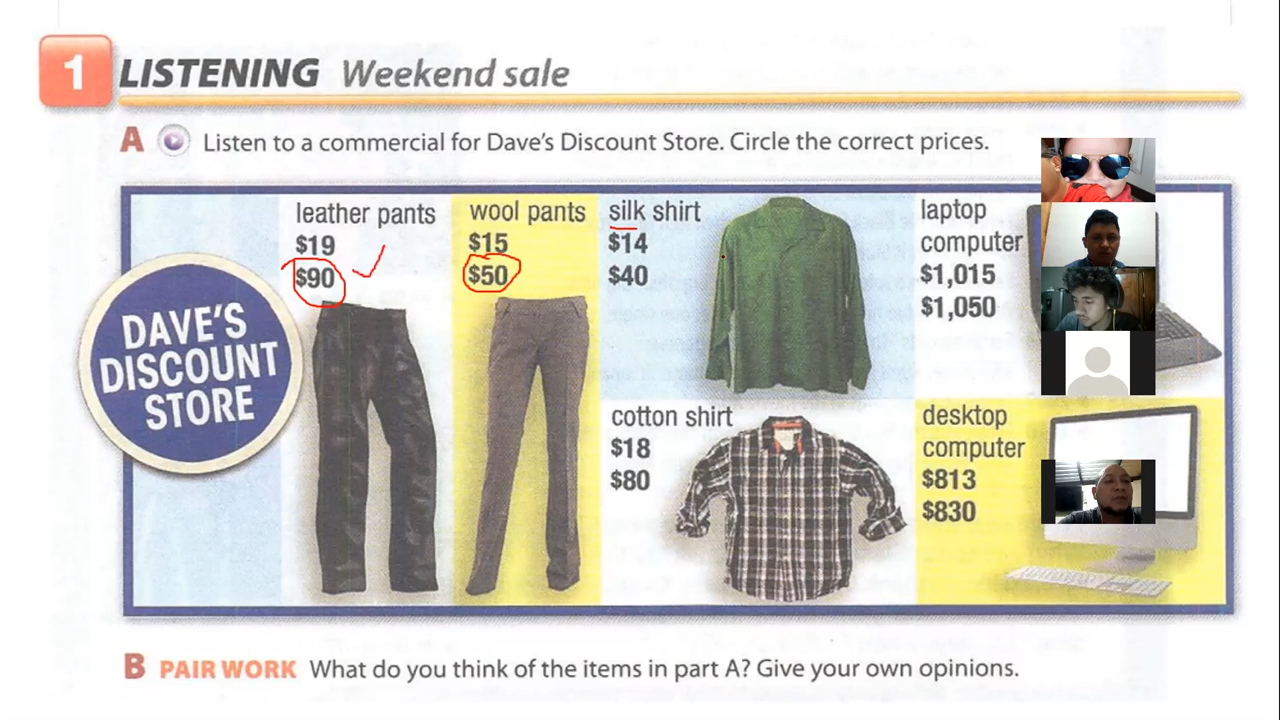 1 LISTENING Weekend sale
A Listen to a commercial for Dave's Discount Store. Circle the correct prices.
DAVE'S
DISCOUNT
STORE
leather pants
$19
$90
wool pants
$15
$50
silk shirt
$14
$40
laptop
computer
$1,015
$1,050
cotton shirt
$18
$80
desktop
computer
$813
$830
B PAIR WORK What do you think of the items in part A? Give your own opinions.